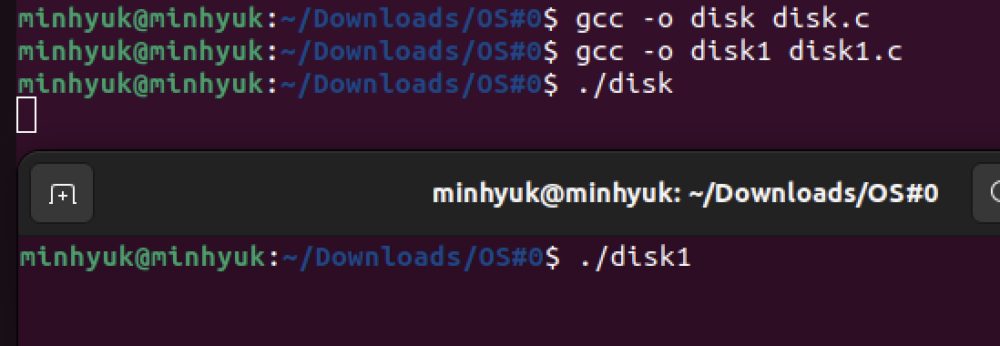 minhyuk@minhyuk:~/Downloads/OS#0$ gcc -o disk disk.c
minhyuk@minhyuk:~/Downloads/OS#0$ gcc -o disk1 disk1.c
minhyuk@minhyuk:~/Downloads/OS#0$ ./disk
minhyuk@minhyuk: ~/Downloads/OS#0
minhyuk@minhyuk:~/Downloads/OS#0$ ./disk1